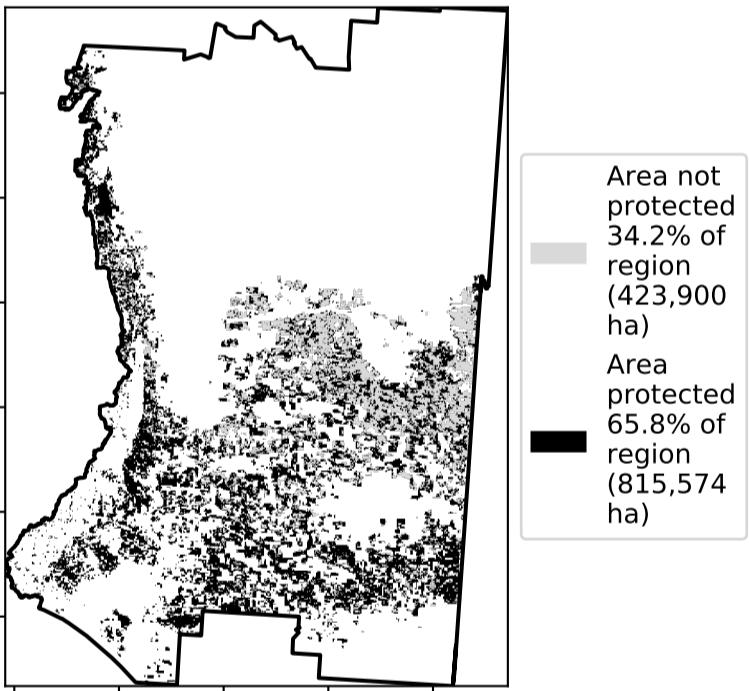 Area not
protected
34.2% of
region
(423,900
ha)
Area
protected
65.8% of
region
(815,574
ha)